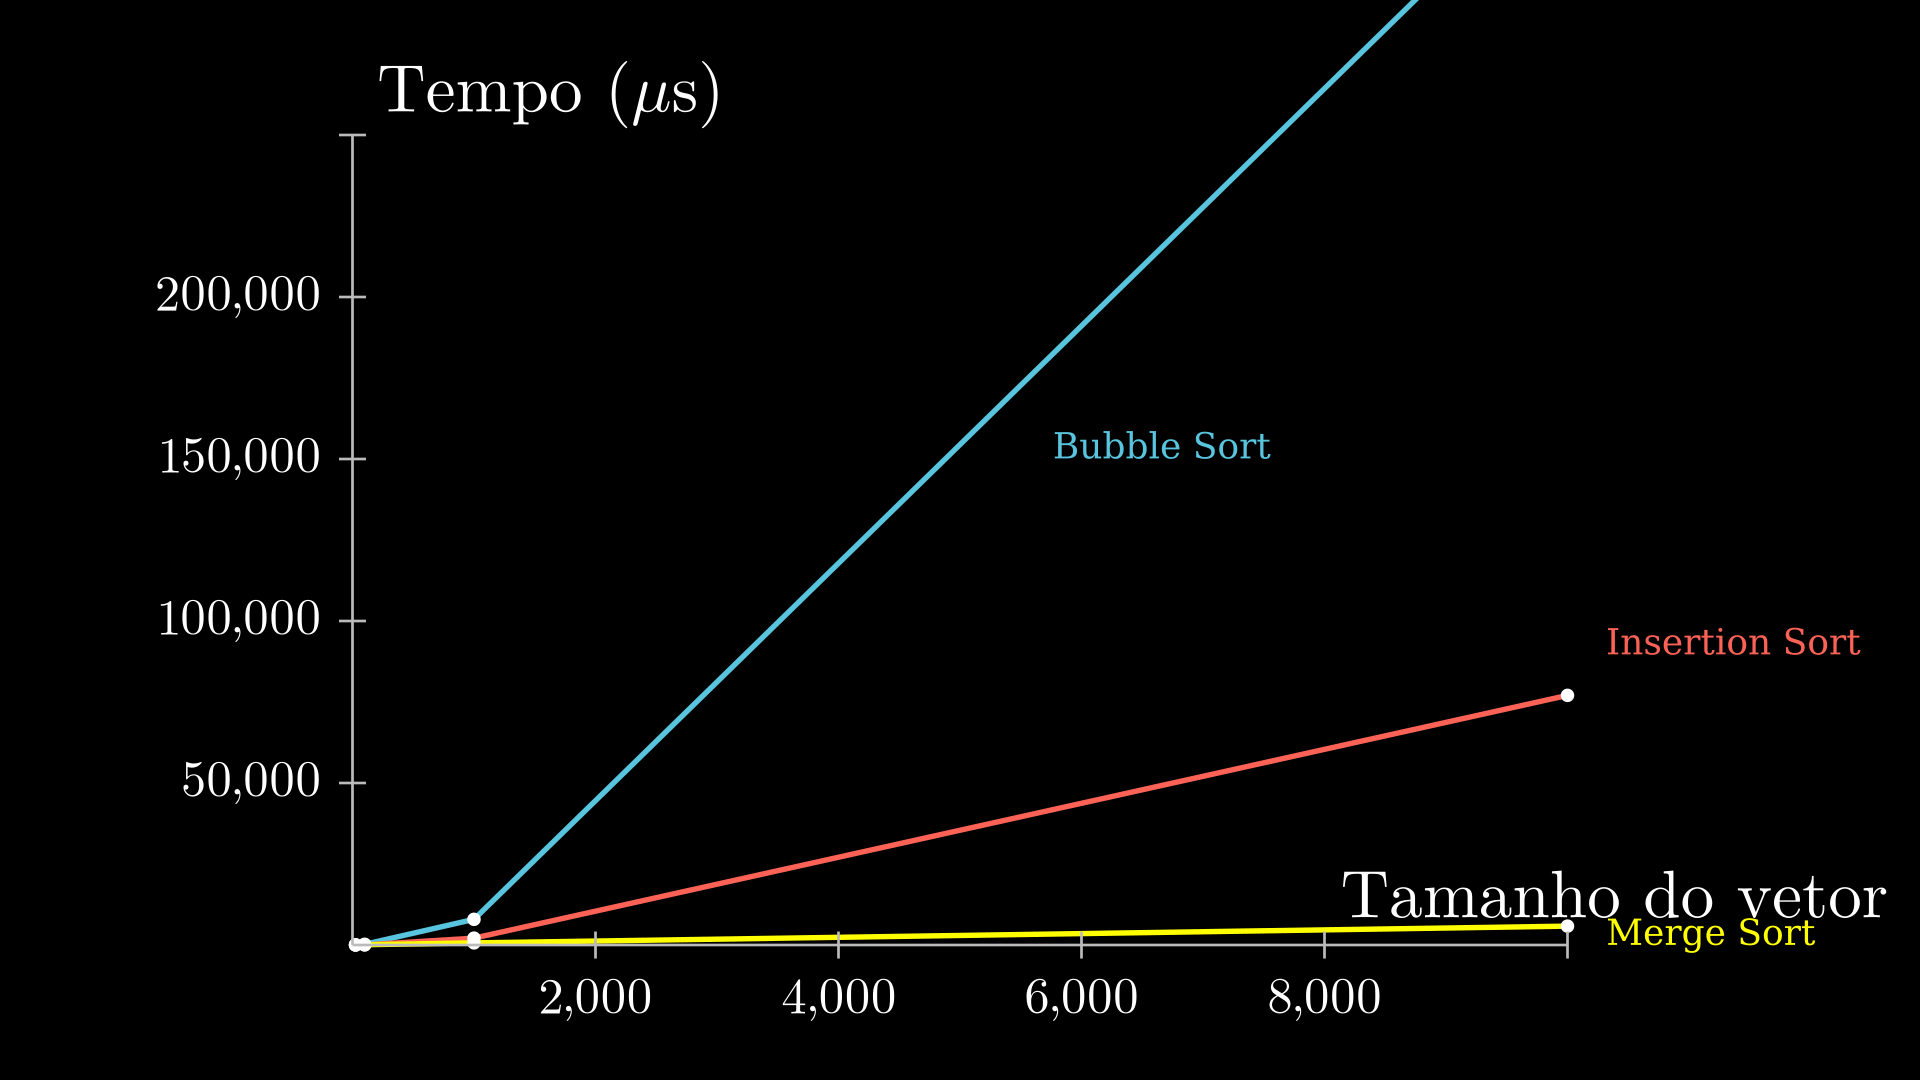 Tempo (μs)
200,000
150,000
Bubble Sort
100,000
Insertion Sort
50,000
Tamanho do vetor
Merge Sort
2,000 4,000 6,000 8,000